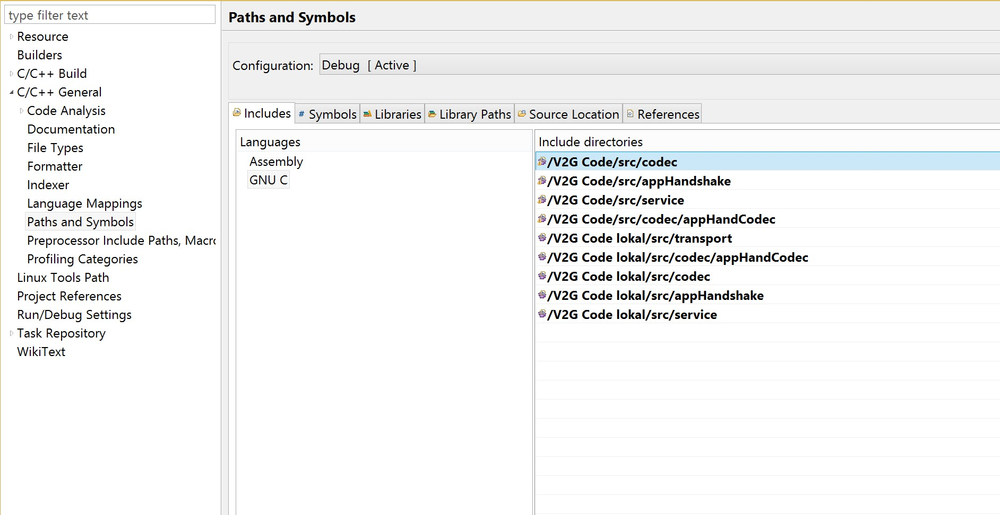 type filter text
Resource
Builders
C/C++ Build
C/C++ General
Code Analysis
Documentation
File Types
Formatter
Indexer
Language Mappings
Paths and Symbols
Preprocessor Include Paths, Macro
Profiling Categories
Linux Tools Path
Project References
Run/Debug Settings
Task Repository
WikiText
Paths and Symbols
Configuration: Debug [ Active ]
Includes # Symbols Libraries Library Paths Source Location References
Languages
Assembly
GNU C
Include directories
/V2G Code/src/codec
/V2G Code/src/appHandshake
/V2G Code/src/service
/V2G Code/src/codec/appHandCodec
/V2G Code lokal/src/transport
/V2G Code lokal/src/codec/appHandCodec
/V2G Code lokal/src/codec
/V2G Code lokal/src/appHandshake
/V2G Code lokal/src/service